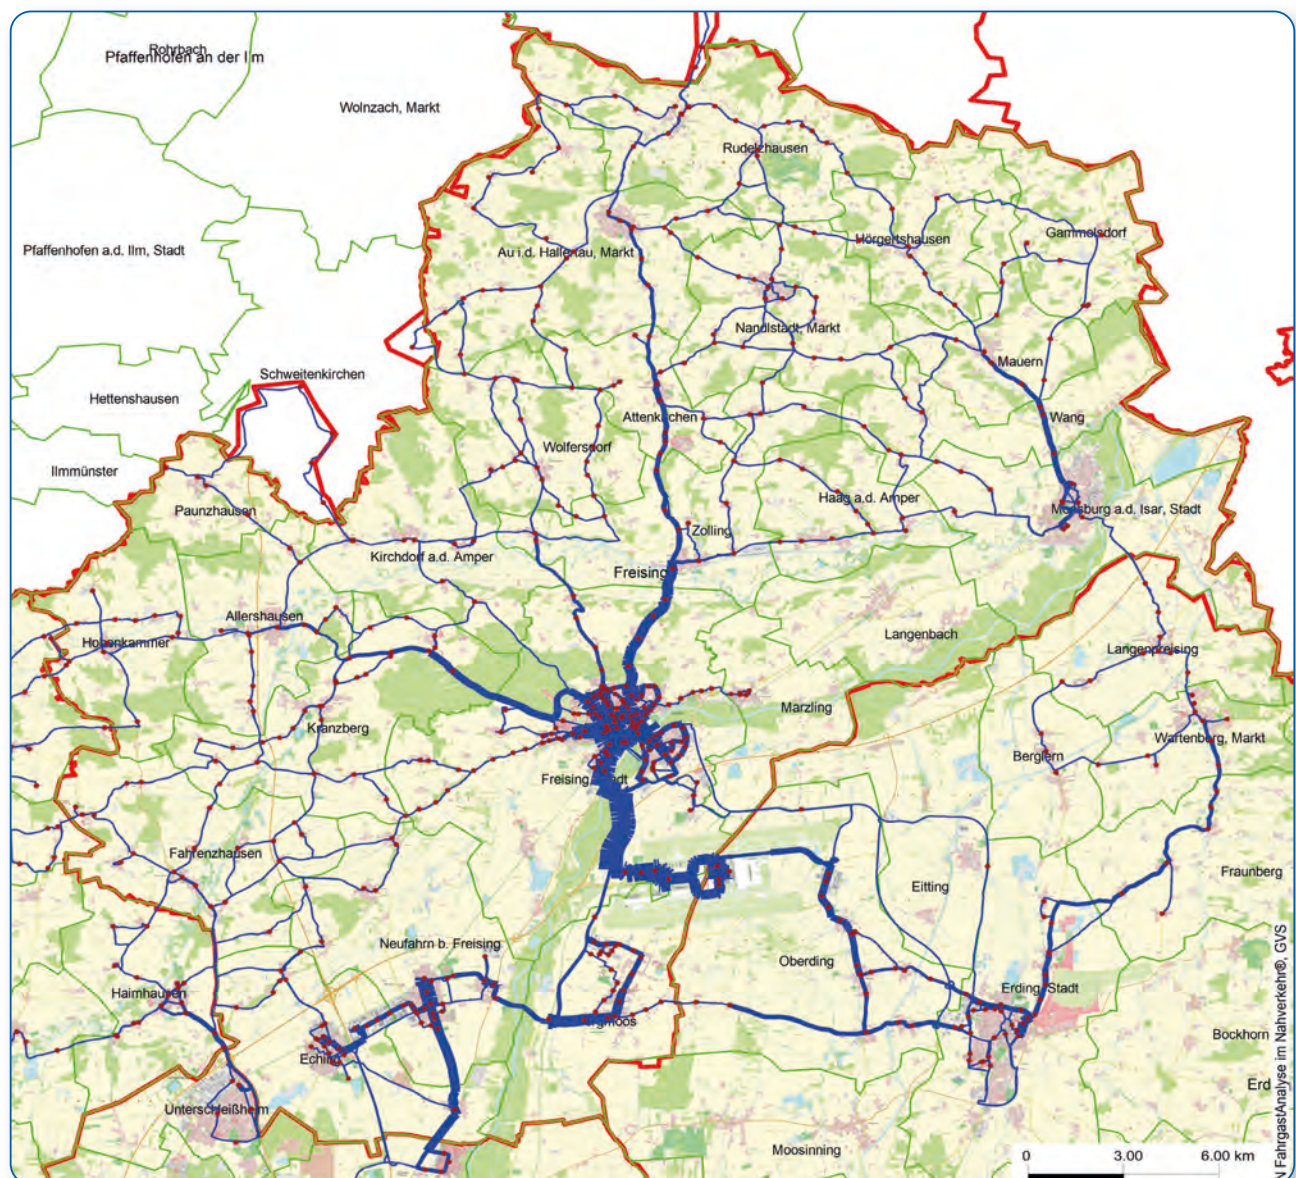 Rohrbach
Pfaffenhofen an der Ilm
Wolnzach, Markt
Rudelzhausen
Pfaffenhofen a.d. Ilm, Stadt
Au i.d. Hallertau, Markt
Hörgertshausen
Gammelsdorf
Nandlstadt, Markt
Mauern
Schweitenkirchen
Hettenshausen
Attenkirchen
Wang
Wolfersdorf
Ilmmünster
Haag a.d. Amper
Paunzhausen
Moosburg a.d. Isar, Stadt
Zolling
Kirchdorf a.d. Amper
Freising
Allershausen
Langenbach
Hohenkammer
Langenpreising
Marzling
Kranzberg
Wartenberg, Markt
Berglern
Freising, Stadt
Fahrenzhausen
Fraunberg
Eitting
Neufahrn b. Freising
Oberding
Haimhausen
Erding, Stadt
Bockhorn
Eching
Erd
Unterschleißheim
Moosinning
0 3.00 6.00 km
N FahrgastAnalyse im Nahverkehr®, GVS